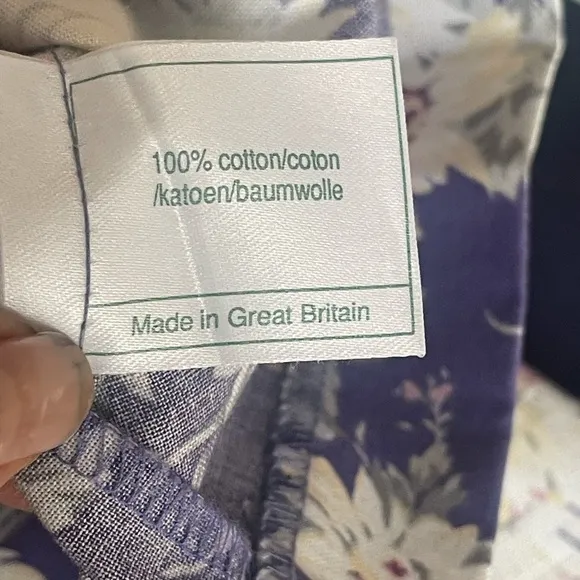 100% cotton/coton
/katoen/baumwolle
Made in Great Britain